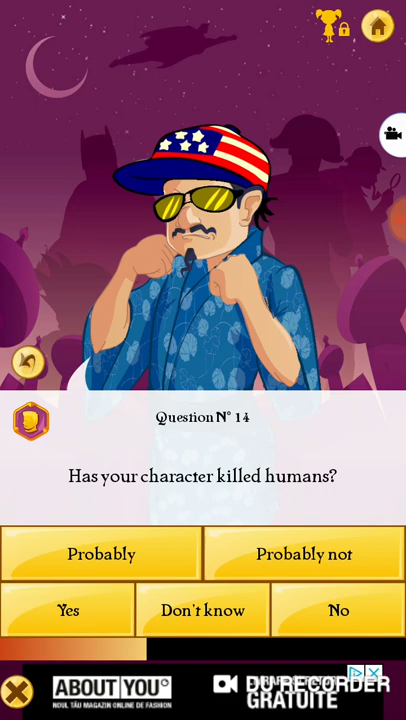 Question N° 14
Has your character killed humans?
Probably
Probably not
Yes
Don't know
No
ABOUT YOU°
NOUL TĂU MAGAZIN ONLINE DE FASHION
DU RECORDER
GRATUITE